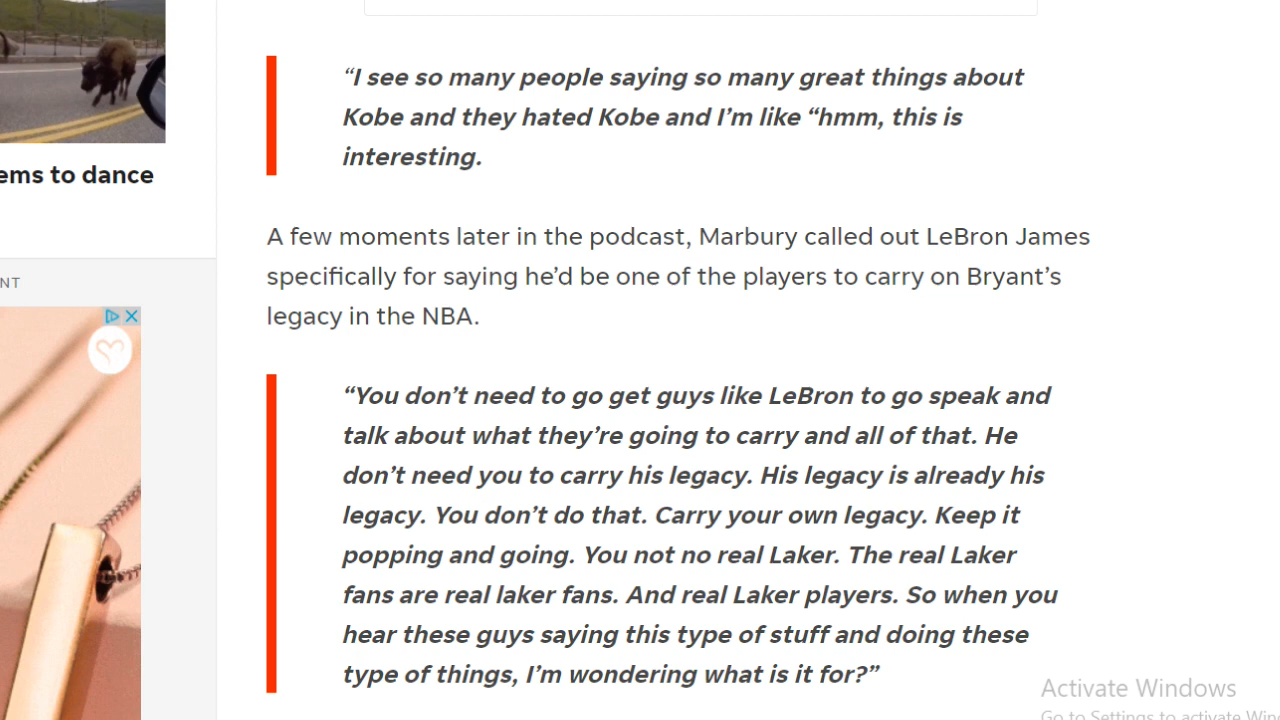 “I see so many people saying so many great things about
Kobe and they hated Kobe and I’m like “hmm, this is
interesting.
ems to dance
A few moments later in the podcast, Marbury called out LeBron James
specifically for saying he’d be one of the players to carry on Bryant’s
legacy in the NBA.
NT
“You don’t need to go get guys like LeBron to go speak and
talk about what they’re going to carry and all of that. He
don’t need you to carry his legacy. His legacy is already his
legacy. You don’t do that. Carry your own legacy. Keep it
popping and going. You not no real Laker. The real Laker
fans are real laker fans. And real Laker players. So when you
hear these guys saying this type of stuff and doing these
type of things, I’m wondering what is it for?”
Activate Windows
Go to Settings to activate Win